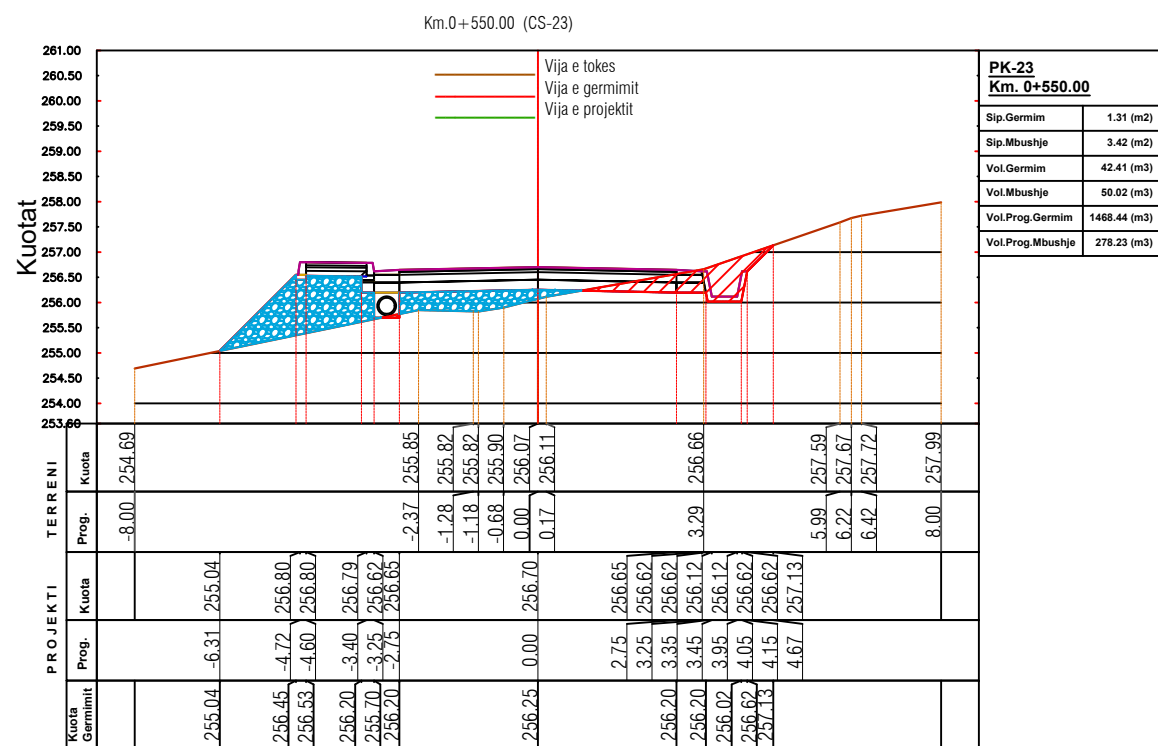 Km.0+550.00 (CS-23)
261.00
260.50
260.00
259.50
259.00
258.50
258.00
257.50
257.00
256.50
256.00
255.50
255.00
254.50
254.00
253.60
Kuotat
Vija e tokes
Vija e germimit
Vija e projektit
PK-23
Km. 0+550.00
Sip.Germim 1.31 (m2)
Sip.Mbushje 3.42 (m2)
Vol.Germim 42.41 (m3)
Vol.Mbushje 50.02 (m3)
Vol.Prog.Germim 1468.44 (m3)
Vol.Prog.Mbushje 278.23 (m3)
TERRENI
Kuota
254.69 255.85 255.82 255.82 255.90 256.07 256.11 256.66 257.59 257.67 257.72 257.99
Prog.
-8.00 -2.37 -1.28 -1.18 -0.68 0.00 0.17 3.29 5.99 6.22 6.42 8.00
PROJEKTI
Kuota
255.04 256.80 256.80 256.79 256.62 256.65 256.70 256.65 256.62 256.62 256.12 256.12 256.62 256.62 257.13
Prog.
-6.31 -4.72 -4.60 -3.40 -3.25 -2.75 0.00 2.75 3.25 3.35 3.45 3.95 4.05 4.15 4.67
Kuota
Germimit
255.04 256.45 256.53 256.20 255.70 256.20 256.25 256.20 256.20 256.02 256.62 257.13